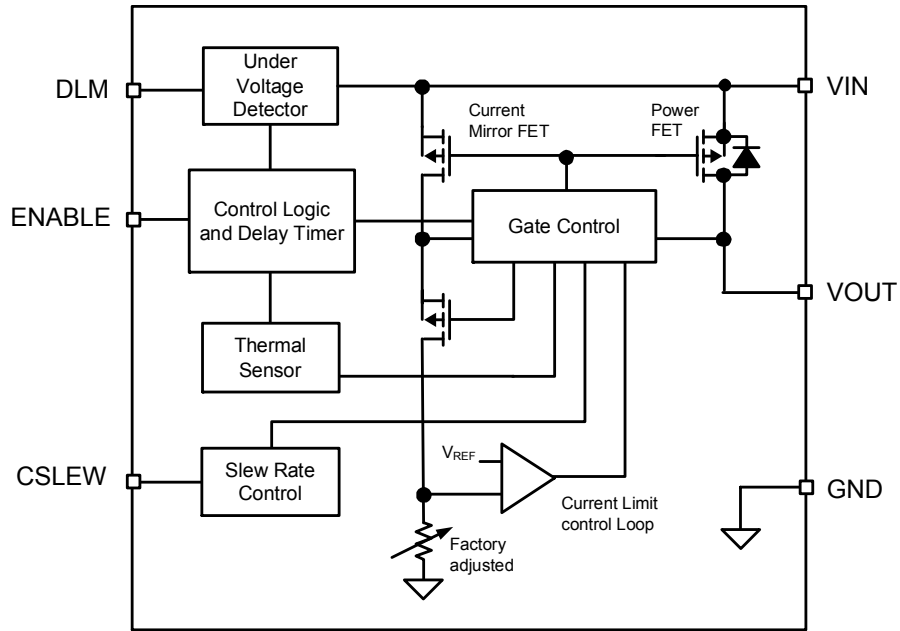 DLM
Under
Voltage
Detector
VIN
Current
Mirror FET
Power
FET
ENABLE
Control Logic
and Delay Timer
Gate Control
VOUT
Thermal
Sensor
CSLEW
Slew Rate
Control
VREF
Current Limit
control Loop
GND
Factory
adjusted